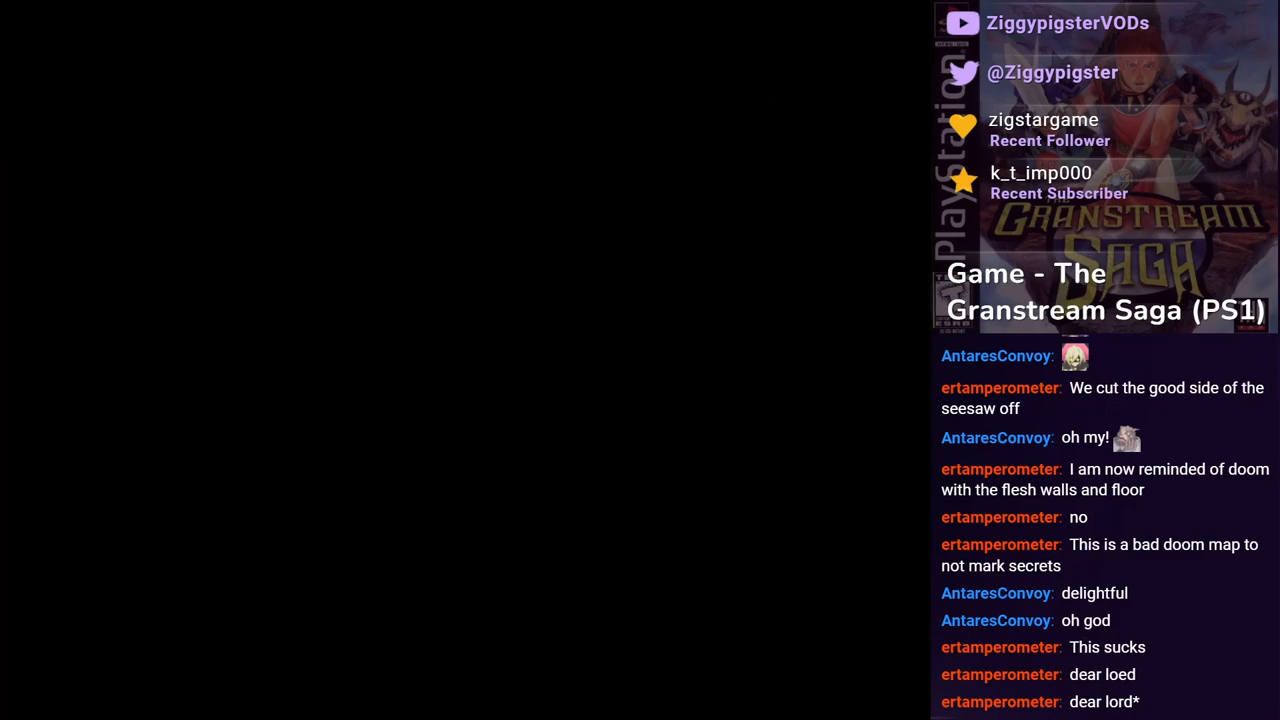 ZiggypigsterVODs
@Ziggypigster
zigstargame
Recent Follower
k_t_imp000
Recent Subscriber
PlayStation
GRANSTREAM
SAGA
Game - The
Granstream Saga (PS1)
AntaresConvoy:
ertamperometer: We cut the good side of the
seesaw off
AntaresConvoy: oh my!
ertamperometer: I am now reminded of doom
with the flesh walls and floor
ertamperometer: no
ertamperometer: This is a bad doom map to
not mark secrets
AntaresConvoy: delightful
AntaresConvoy: oh god
ertamperometer: This sucks
ertamperometer: dear loed
ertamperometer: dear lord*